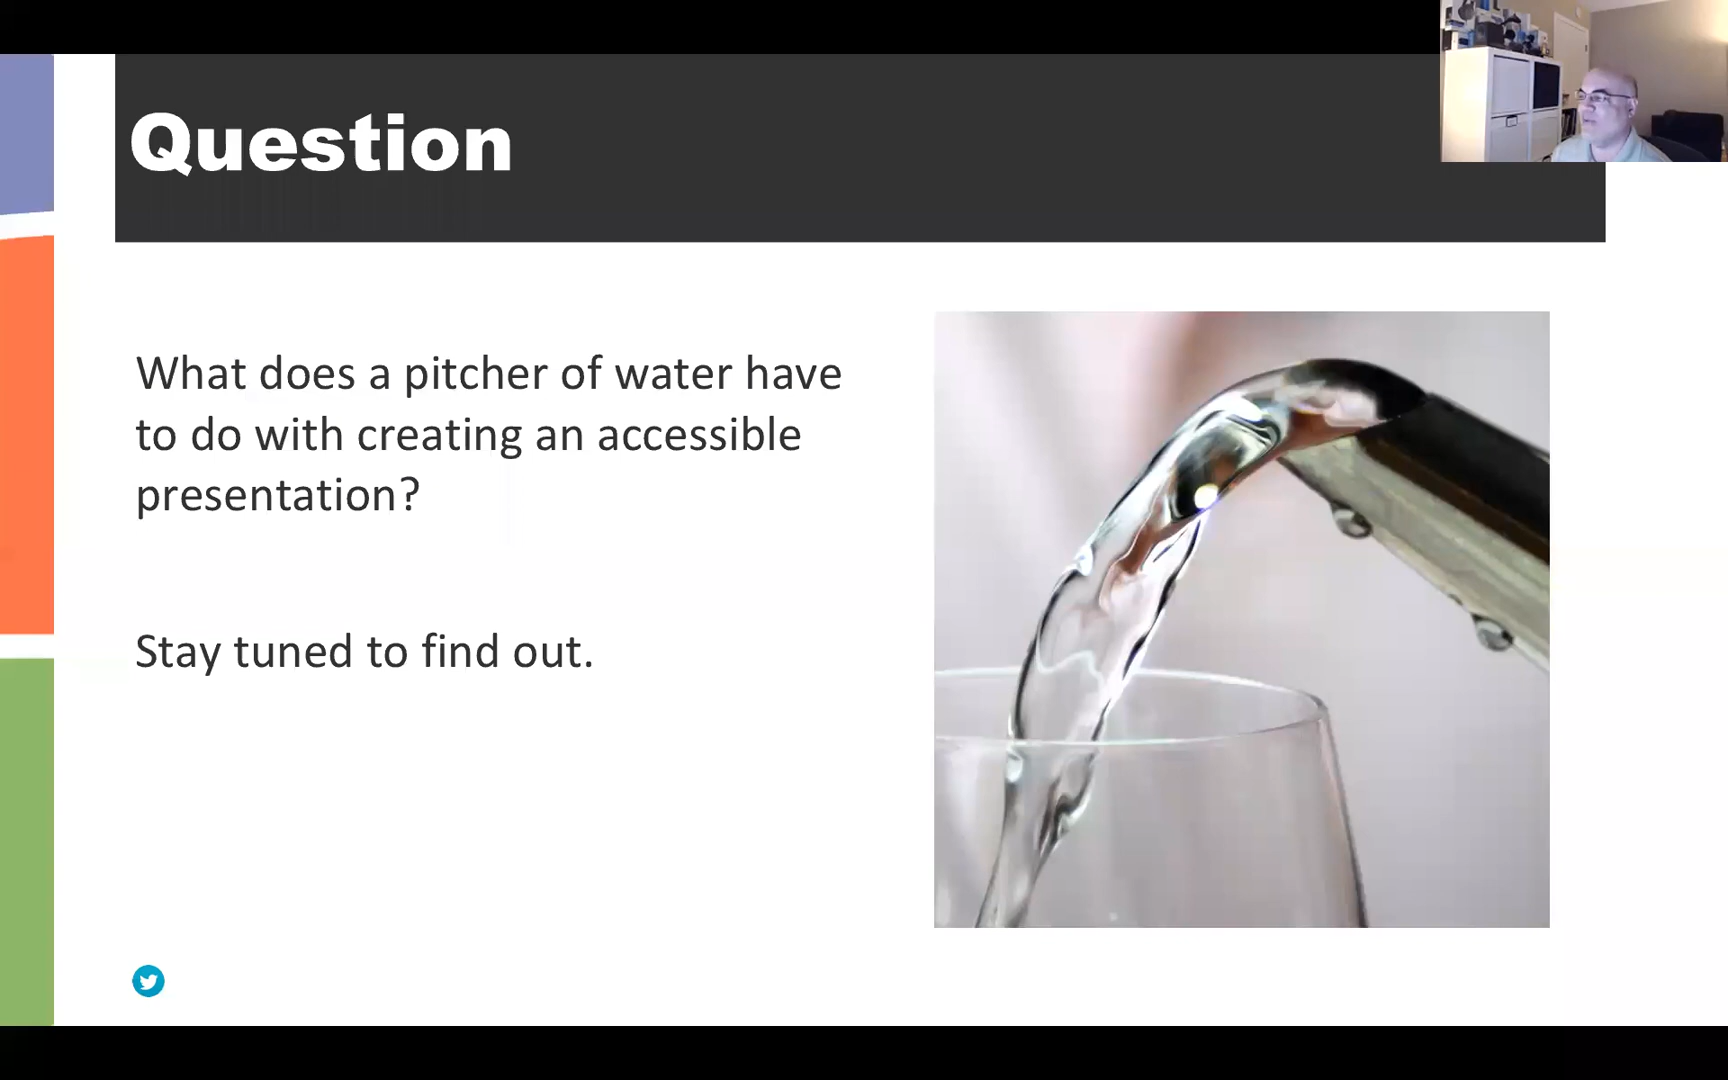 Question
What does a pitcher of water have
to do with creating an accessible
presentation?
Stay tuned to find out.